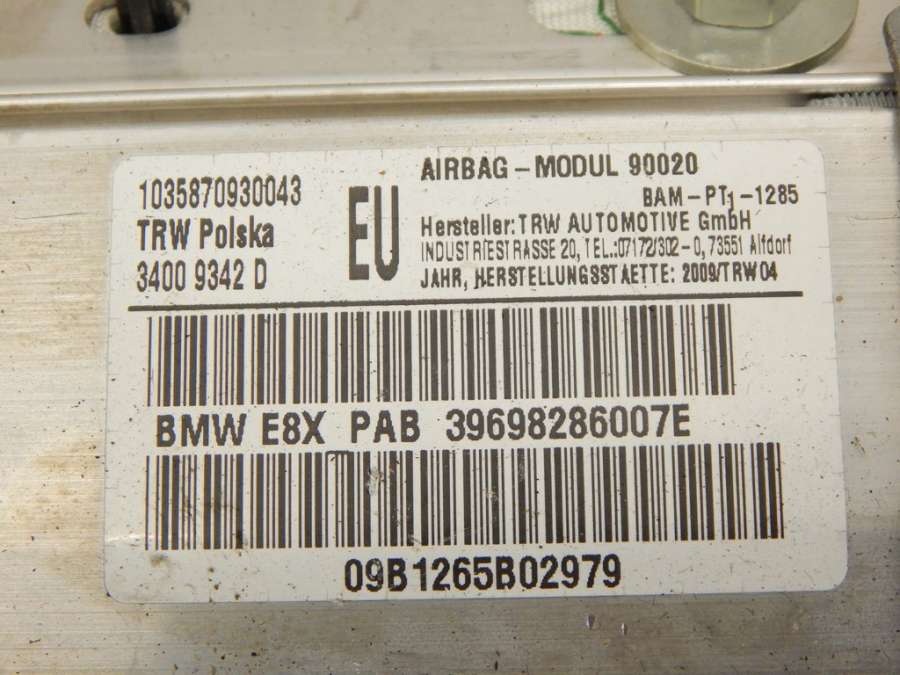 1035870930043
TRW Polska
3400 9342 D
EU
AIRBAG - MODUL 90020
BAM - PT1 - 1285
Hersteller: TRW AUTOMOTIVE GmbH
INDUSTRIESTRASSE 20, TEL.:07172/302-0, 73551 Alfdorf
JAHR, HERSTELLUNGSSTAETTE: 2009/TRW04
BMW E8X PAB 39698286007E
09B1265B02979